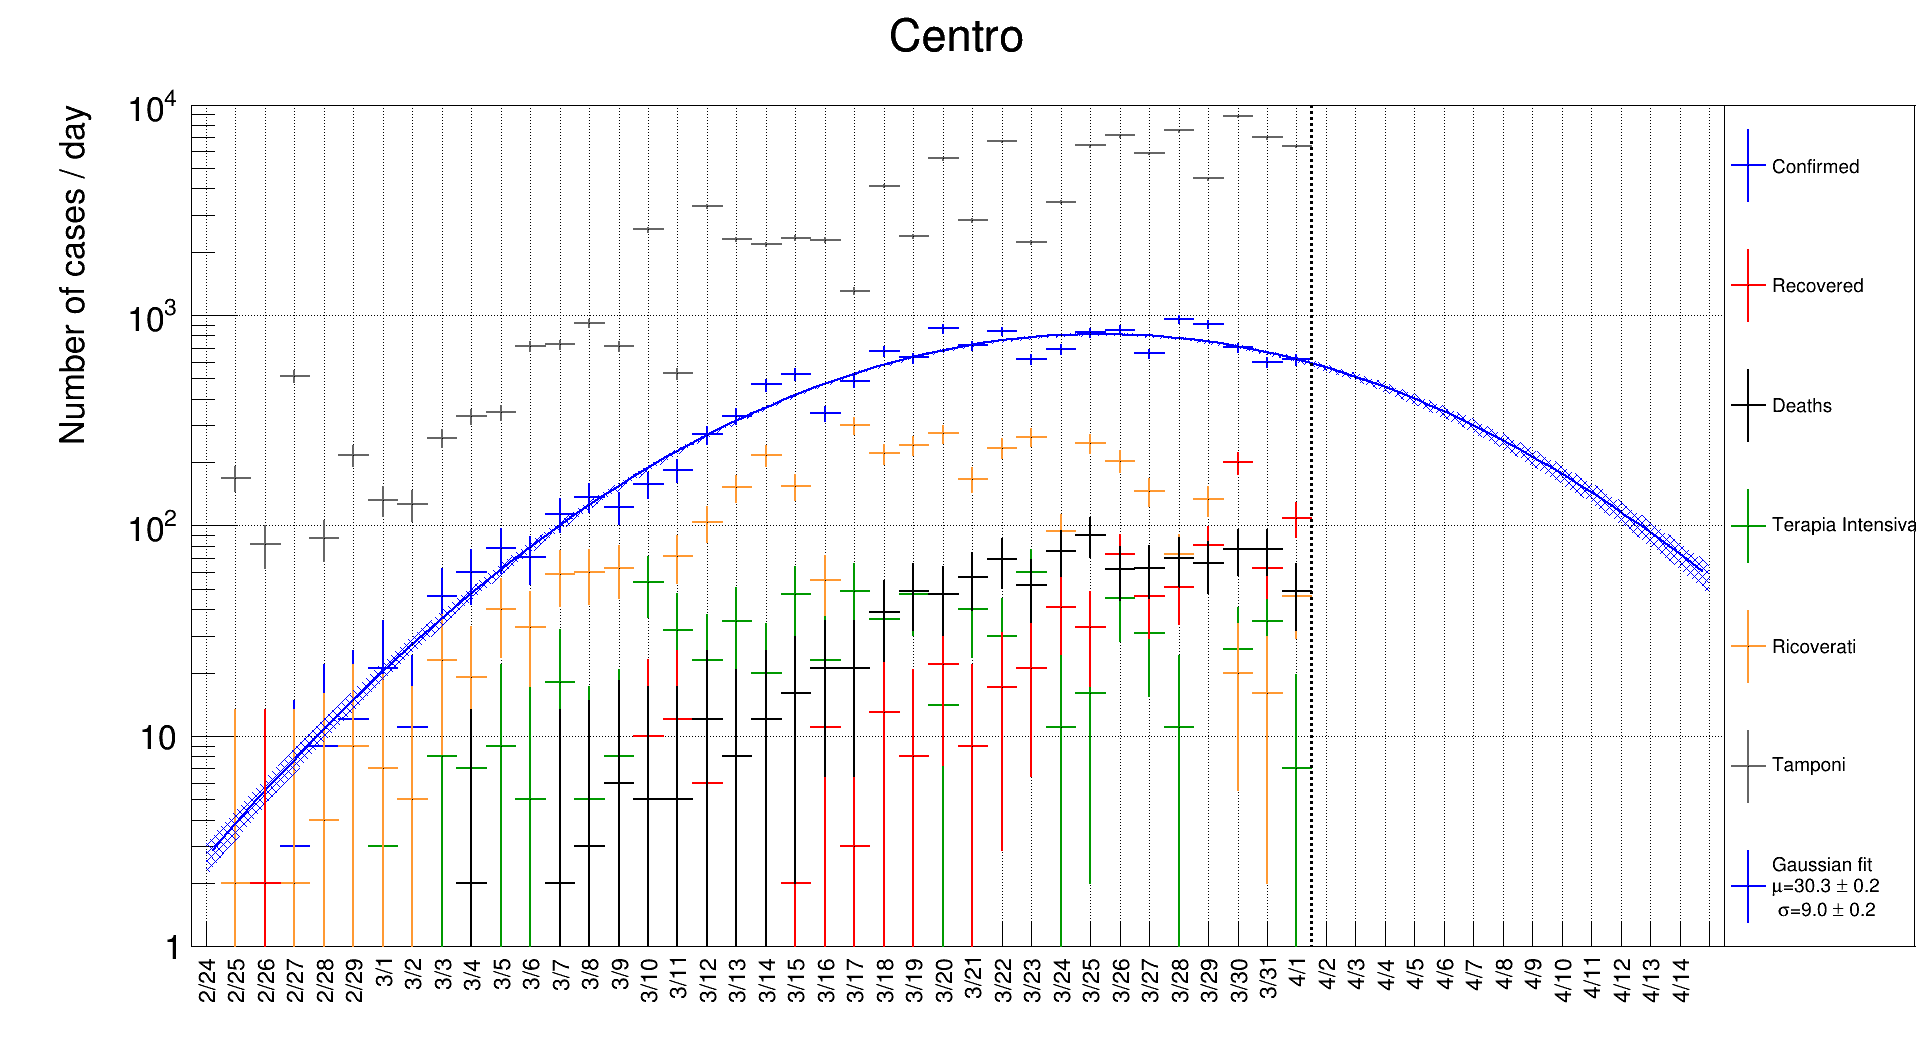 Centro
Number of cases / day
10⁴
10³
10²
10
1
2/24 2/25 2/26 2/27 2/28 2/29 3/1 3/2 3/3 3/4 3/5 3/6 3/7 3/8 3/9 3/10 3/11 3/12 3/13 3/14 3/15 3/16 3/17 3/18 3/19 3/20 3/21 3/22 3/23 3/24 3/25 3/26 3/27 3/28 3/29 3/30 3/31 4/1 4/2 4/3 4/4 4/5 4/6 4/7 4/8 4/9 4/10 4/11 4/12 4/13 4/14
Confirmed
Recovered
Deaths
Terapia Intensiva
Ricoverati
Tamponi
Gaussian fit
μ=30.3 ± 0.2
σ=9.0 ± 0.2